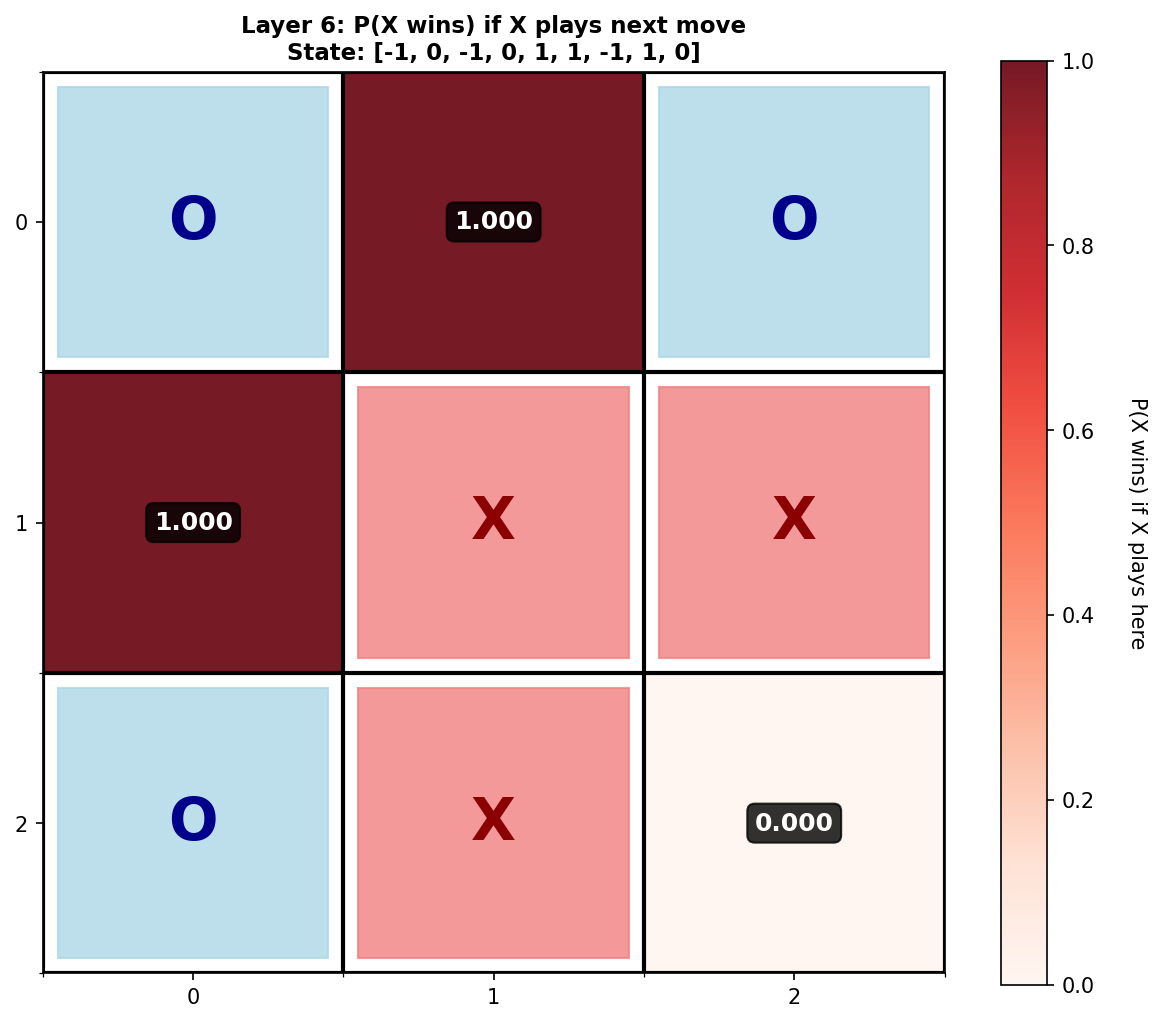 Layer 6: P(X wins) if X plays next move
State: [-1, 0, -1, 0, 1, 1, -1, 1, 0]
O 1.000 O
1.000 X X
O X 0.000
0
1
2
0 1 2
1.0
0.8
0.6
0.4
0.2
0.0
P(X wins) if X plays here